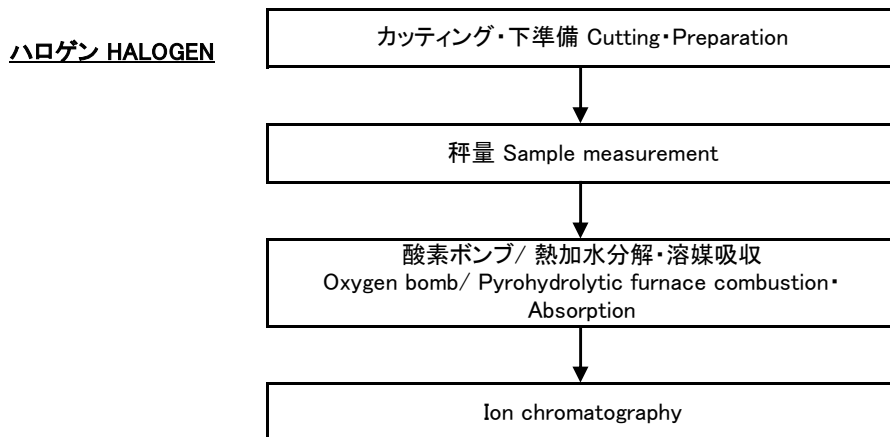 ハロゲン HALOGEN
カッティング・下準備 Cutting・Preparation
秤量 Sample measurement
酸素ボンブ/ 熱加水分解・溶媒吸収
Oxygen bomb/ Pyrohydrolytic furnace combustion・
Absorption
Ion chromatography